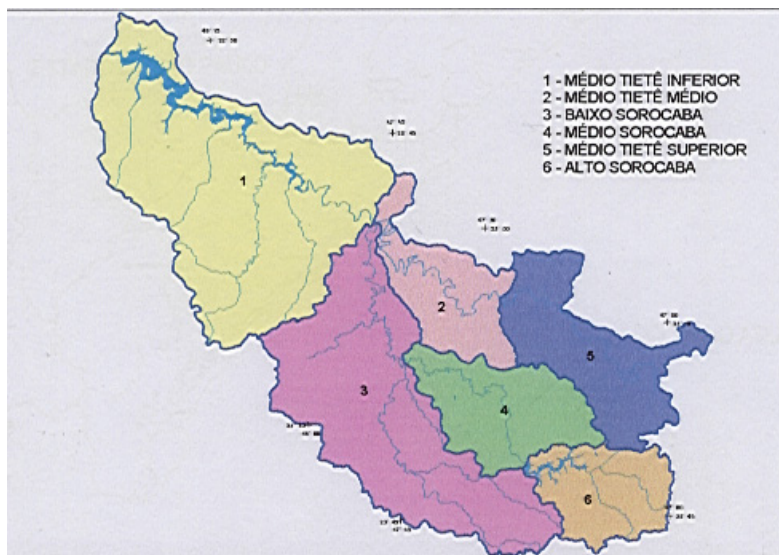 1 - MÉDIO TIETÊ INFERIOR
2 - MÉDIO TIETÊ MÉDIO
3 - BAIXO SOROCABA
4 - MÉDIO SOROCABA
5 - MÉDIO TIETÊ SUPERIOR
6 - ALTO SOROCABA
1
2
5
3
4
6